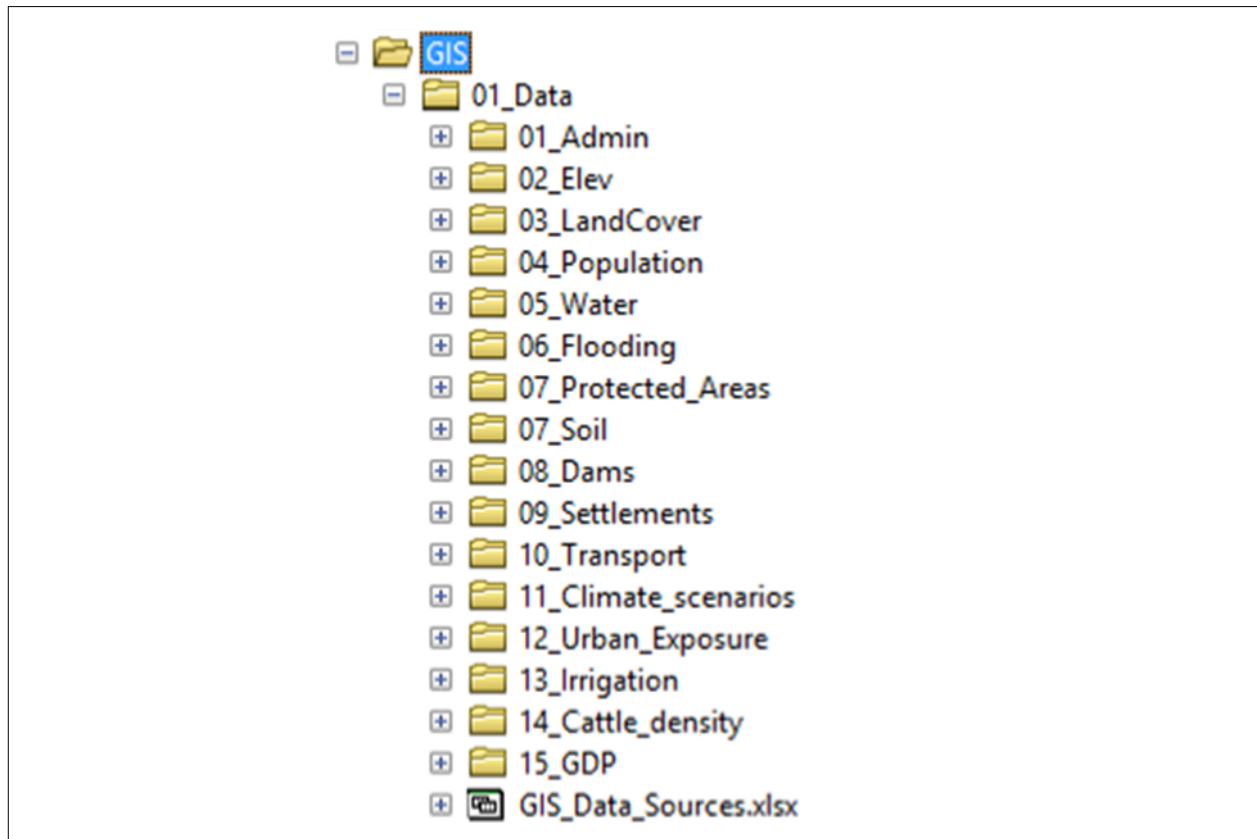 GIS
01_Data
01_Admin
02_Elev
03_LandCover
04_Population
05_Water
06_Flooding
07_Protected_Areas
07_Soil
08_Dams
09_Settlements
10_Transport
11_Climate_scenarios
12_Urban_Exposure
13_Irrigation
14_Cattle_density
15_GDP
GIS_Data_Sources.xlsx